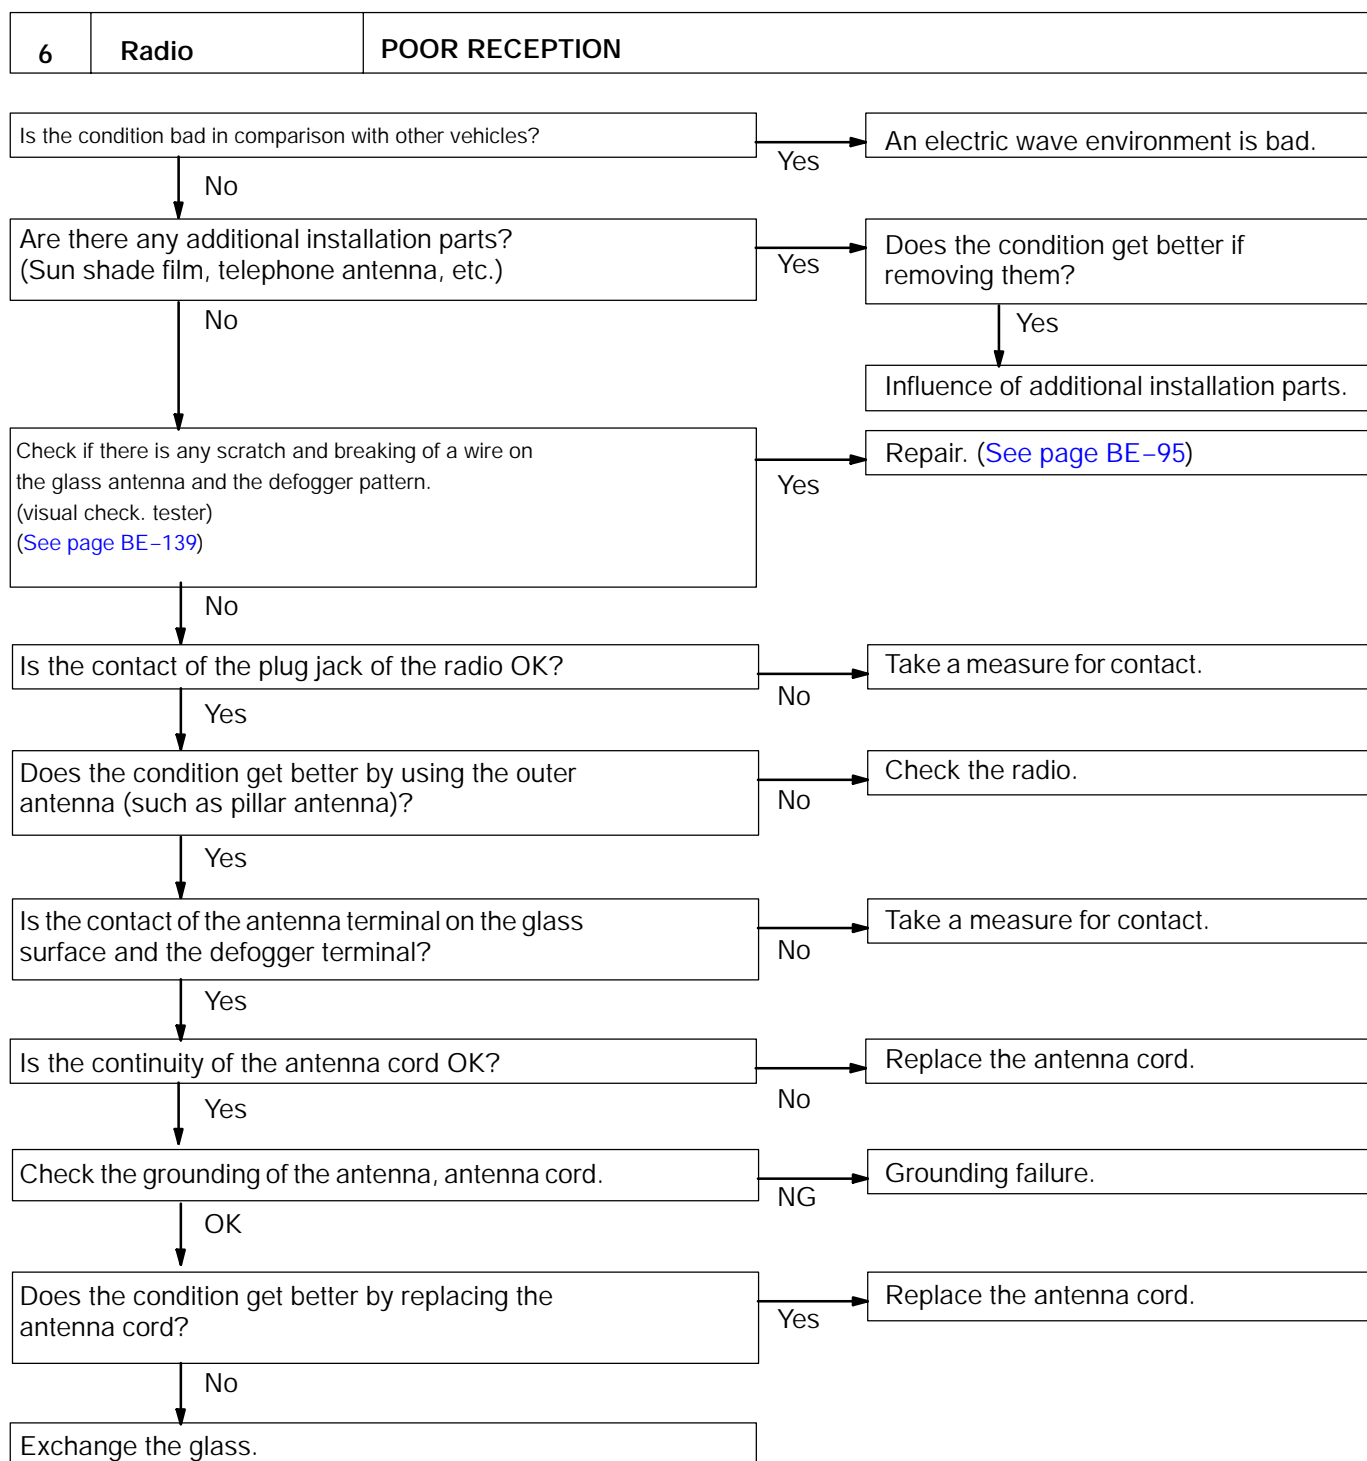 6 Radio POOR RECEPTION
Is the condition bad in comparison with other vehicles?
Yes
An electric wave environment is bad.
No
Are there any additional installation parts?
(Sun shade film, telephone antenna, etc.)
Yes
Does the condition get better if
removing them?
No
Yes
Influence of additional installation parts.
Check if there is any scratch and breaking of a wire on
the glass antenna and the defogger pattern.
(visual check. tester)
(See page BE−139)
Yes
Repair. (See page BE−95)
No
Is the contact of the plug jack of the radio OK?
No
Take a measure for contact.
Yes
Does the condition get better by using the outer
antenna (such as pillar antenna)?
No
Check the radio.
Yes
Is the contact of the antenna terminal on the glass
surface and the defogger terminal?
No
Take a measure for contact.
Yes
Is the continuity of the antenna cord OK?
No
Replace the antenna cord.
Yes
Check the grounding of the antenna, antenna cord.
NG
Grounding failure.
OK
Does the condition get better by replacing the
antenna cord?
Yes
Replace the antenna cord.
No
Exchange the glass.